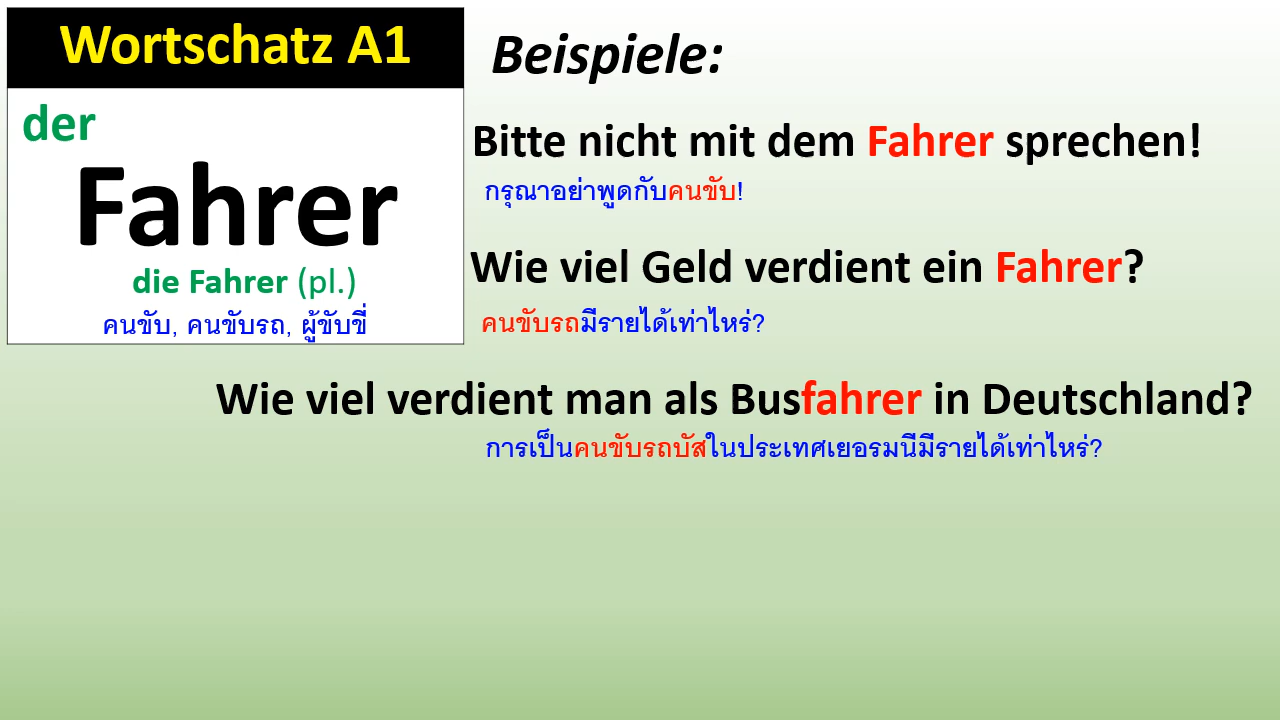 Wortschatz A1
der
Fahrer
die Fahrer (pl.)
คนขับ, คนขับรถ, ผู้ขับขี่
Beispiele:
Bitte nicht mit dem Fahrer sprechen!
กรุณาอย่าพูดกับคนขับ!
Wie viel Geld verdient ein Fahrer?
คนขับรถมีรายได้เท่าไหร่?
Wie viel verdient man als Busfahrer in Deutschland?
การเป็นคนขับรถบัสในประเทศเยอรมนีมีรายได้เท่าไหร่?